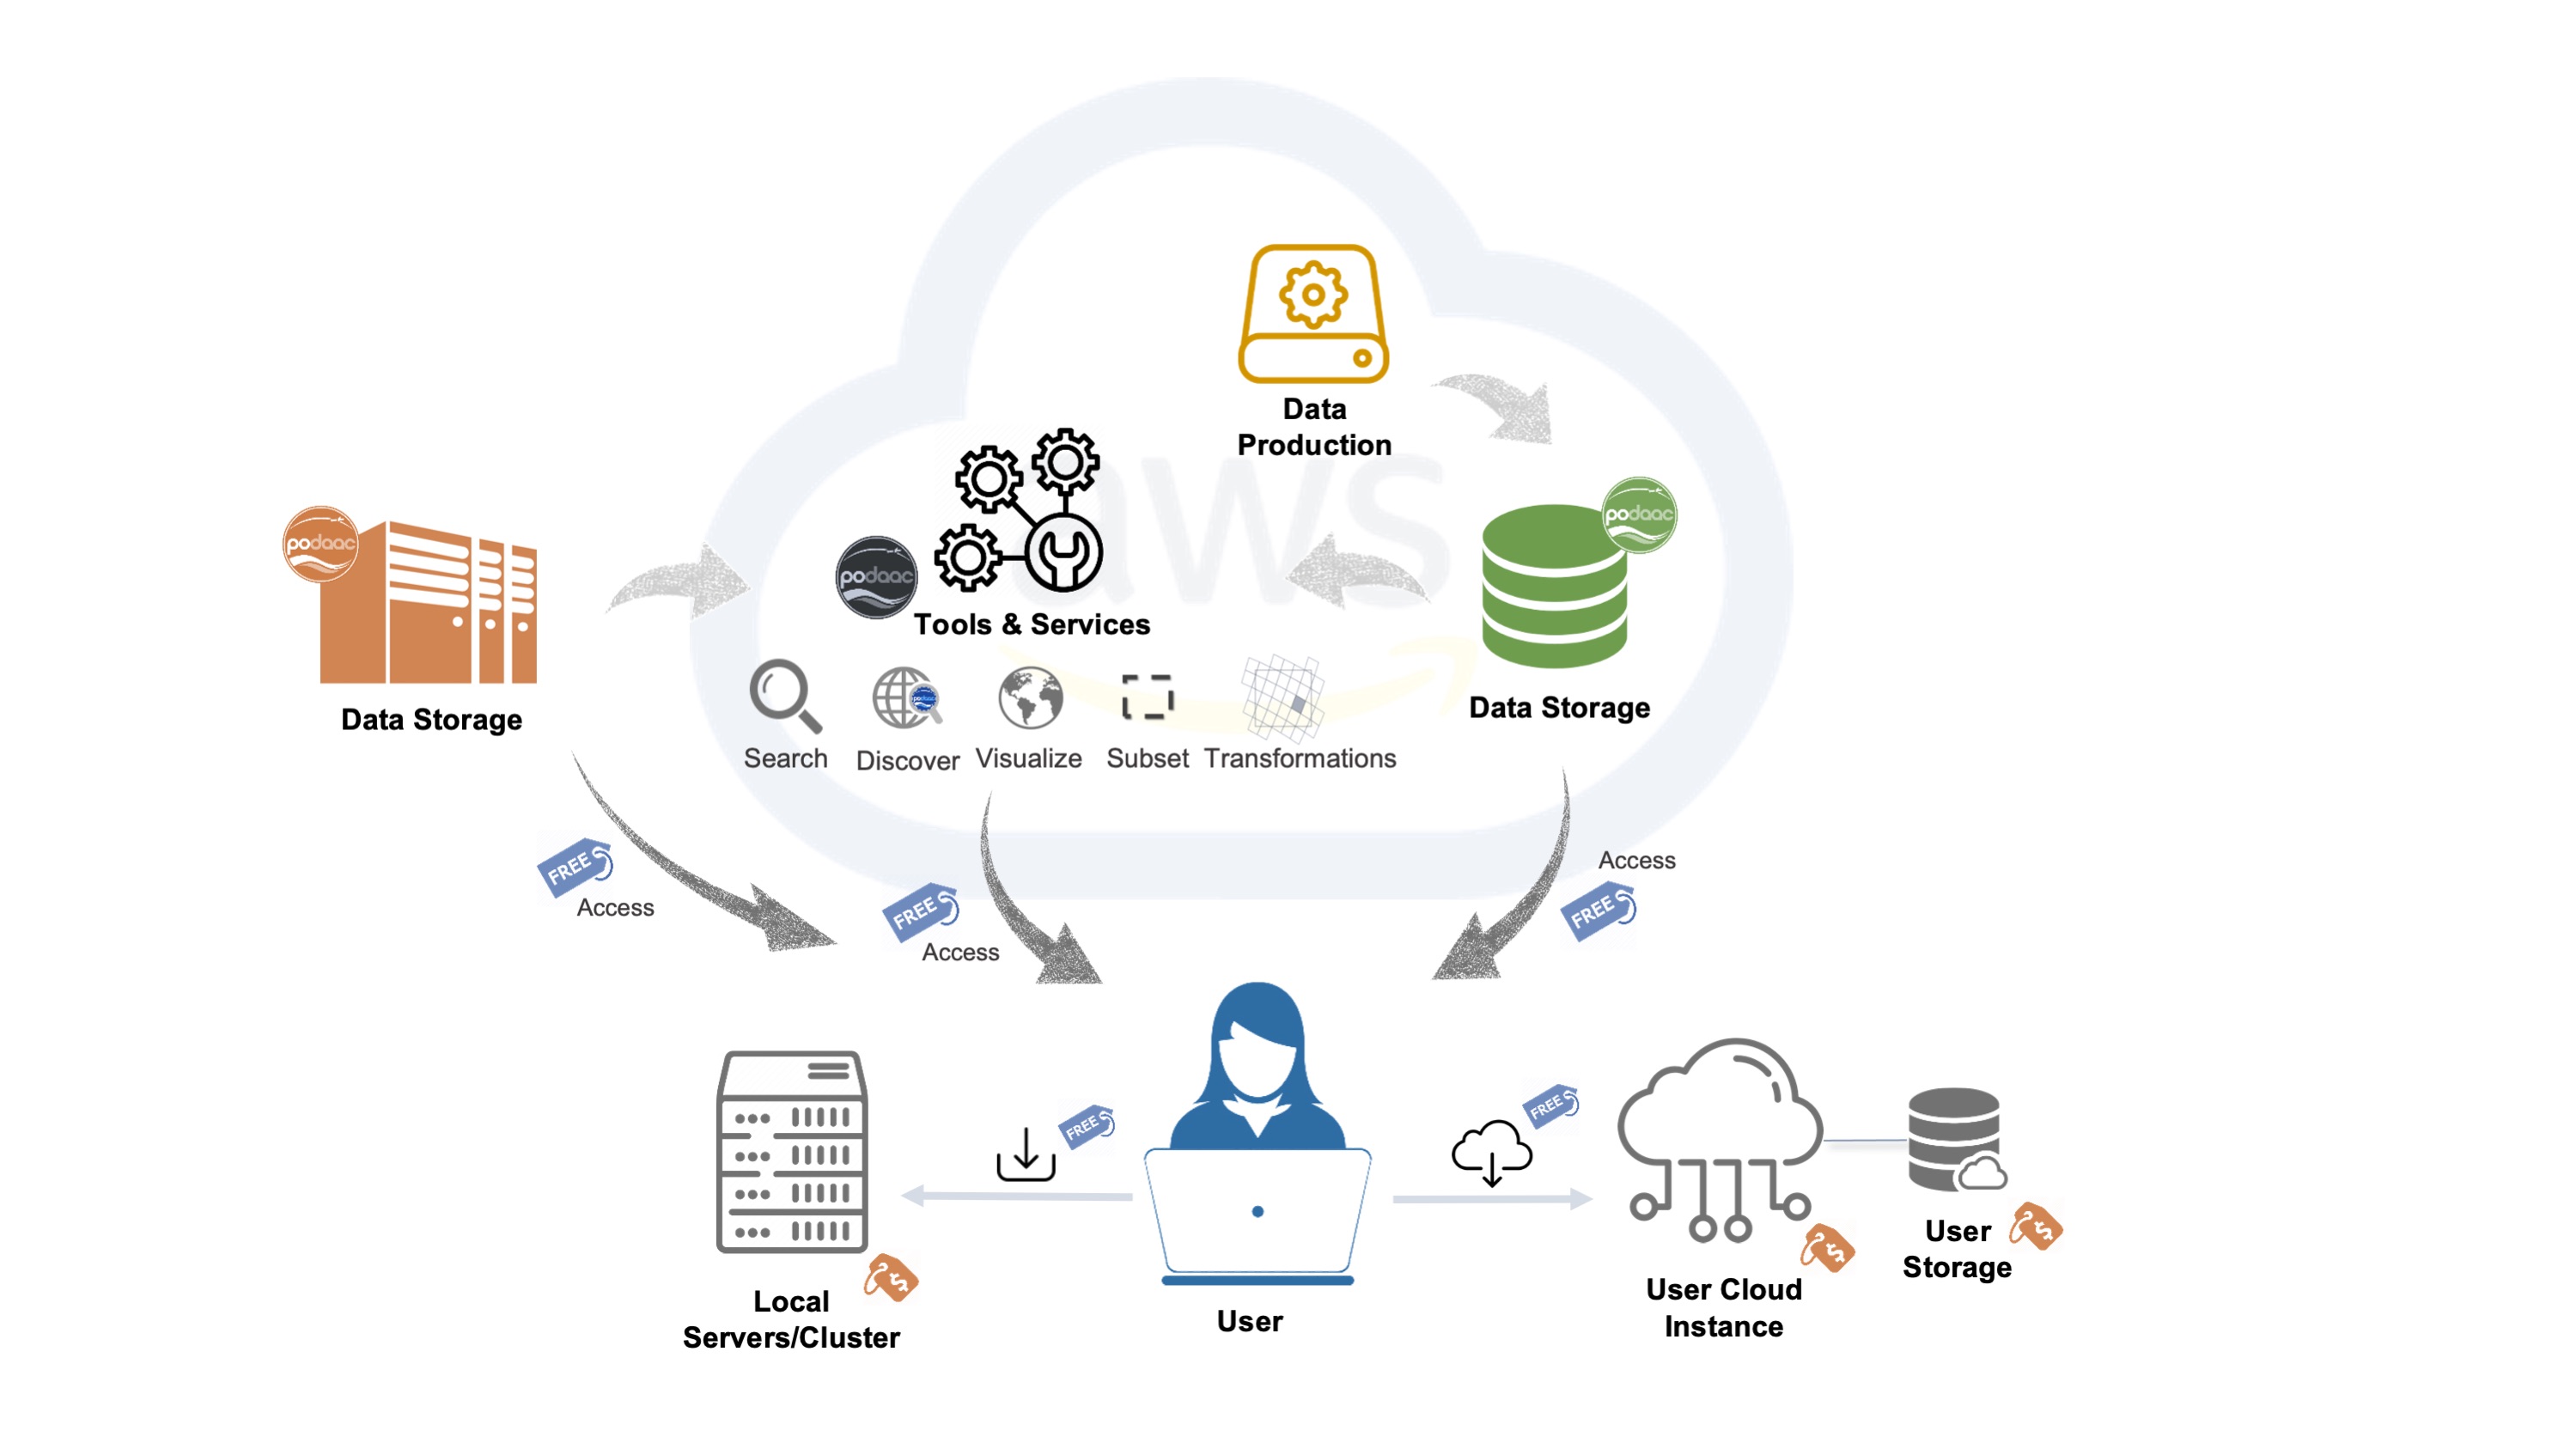 aws
Data
Production
podaac
podaac
podaac
Tools & Services
Data Storage
Data Storage
Search
Discover
Visualize
Subset
Transformations
FREE
Access
FREE
Access
Access
FREE
FREE
FREE
$
$
$
Local
Servers/Cluster
User
User Cloud
Instance
User
Storage